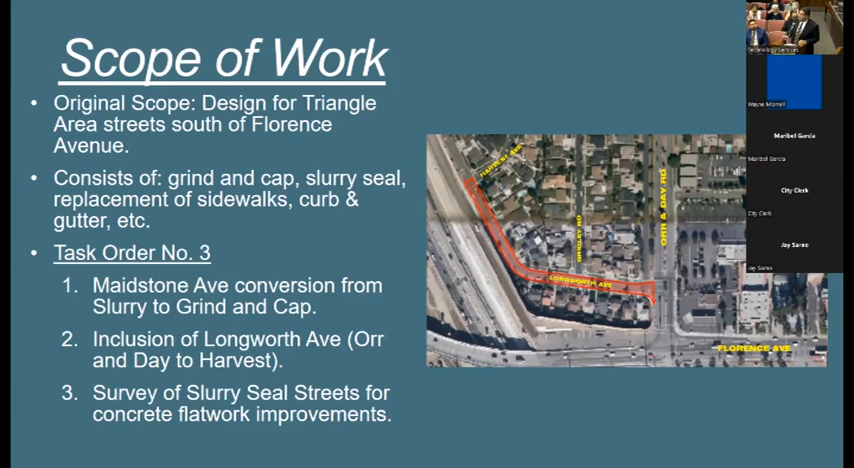 Scope of Work
• Original Scope: Design for Triangle
Area streets south of Florence
Avenue.
• Consists of: grind and cap, slurry seal,
replacement of sidewalks, curb &
gutter, etc.
• Task Order No. 3
1. Maidstone Ave conversion from
Slurry to Grind and Cap.
2. Inclusion of Longworth Ave (Orr
and Day to Harvest).
3. Survey of Slurry Seal Streets for
concrete flatwork improvements.
HARVEST AVE
GRIDLEY RD
ORR & DAY RD
LONGWORTH AVE
FLORENCE AVE
Technology Services
Wayne Morrell
Maribel Garcia
Maribel Garcia
City Clerk
City Clerk
Jay Sarno
Jay Sarno